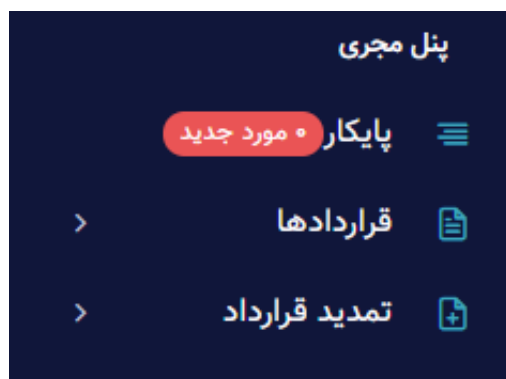 پنل مجری
پایکار ۰ مورد جدید
قراردادها
تمدید قرارداد